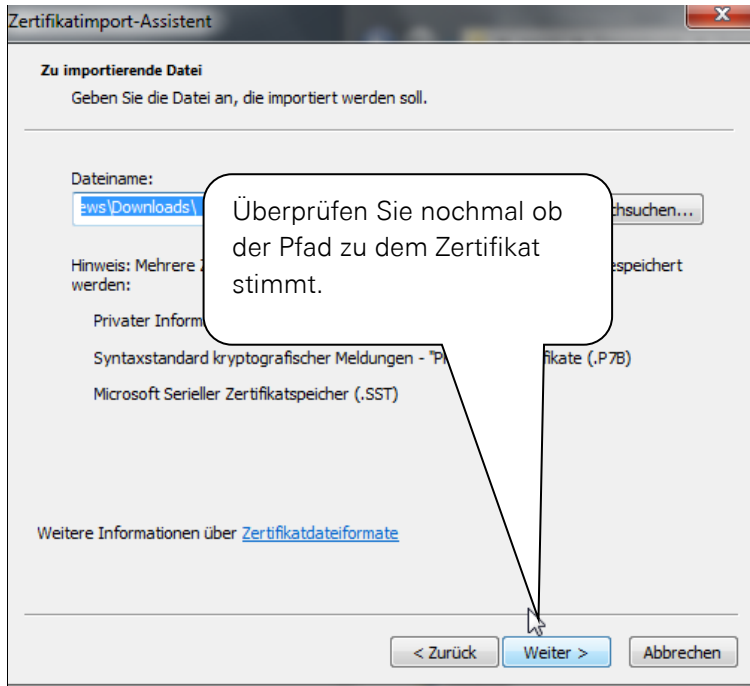 Zertifikatimport-Assistent
Zu importierende Datei
Geben Sie die Datei an, die importiert werden soll.
Dateiname:
ews\Downloads\
Überprüfen Sie nochmal ob
der Pfad zu dem Zertifikat
stimmt.
hsuchen...
Hinweis: Mehrere espeichert
werden:
Privater Inform
Syntaxstandard kryptografischer Meldungen - "P fikate (.P7B)
Microsoft Serieller Zertifikatspeicher (.SST)
Weitere Informationen über Zertifikatdateiformate
< Zurück
Weiter >
Abbrechen